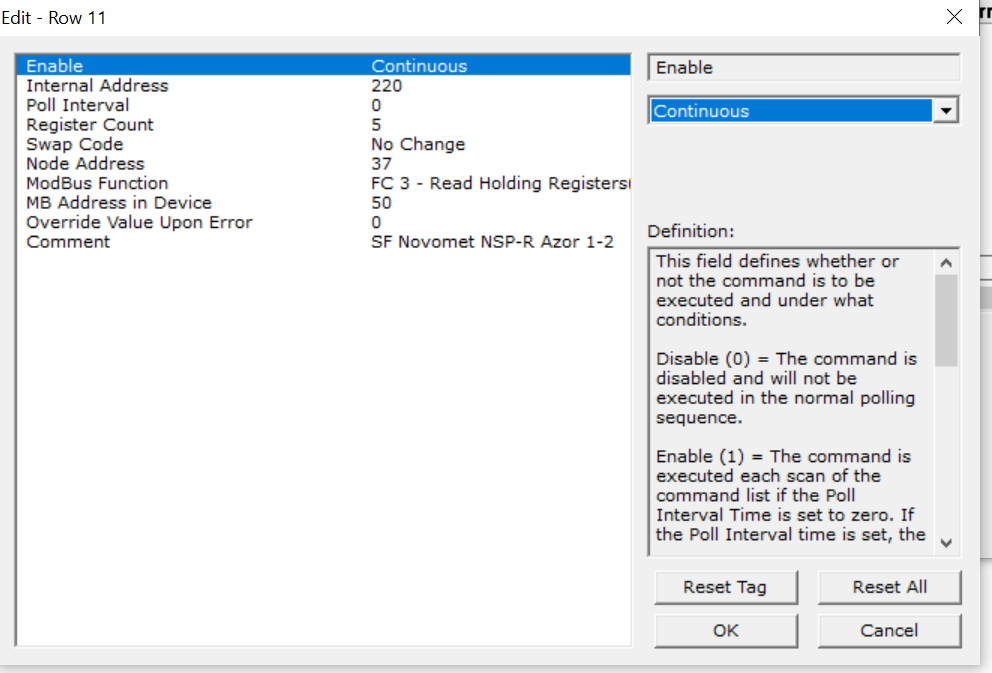 Edit - Row 11
Enable Continuous
Internal Address 220
Poll Interval 0
Register Count 5
Swap Code No Change
Node Address 37
ModBus Function FC 3 - Read Holding Registers(
MB Address in Device 50
Override Value Upon Error 0
Comment SF Novomet NSP-R Azor 1-2
Enable
Continuous
Definition:
This field defines whether or
not the command is to be
executed and under what
conditions.
Disable (0) = The command is
disabled and will not be
executed in the normal polling
sequence.
Enable (1) = The command is
executed each scan of the
command list if the Poll
Interval Time is set to zero. If
the Poll Interval time is set, the
Reset Tag Reset All
OK Cancel